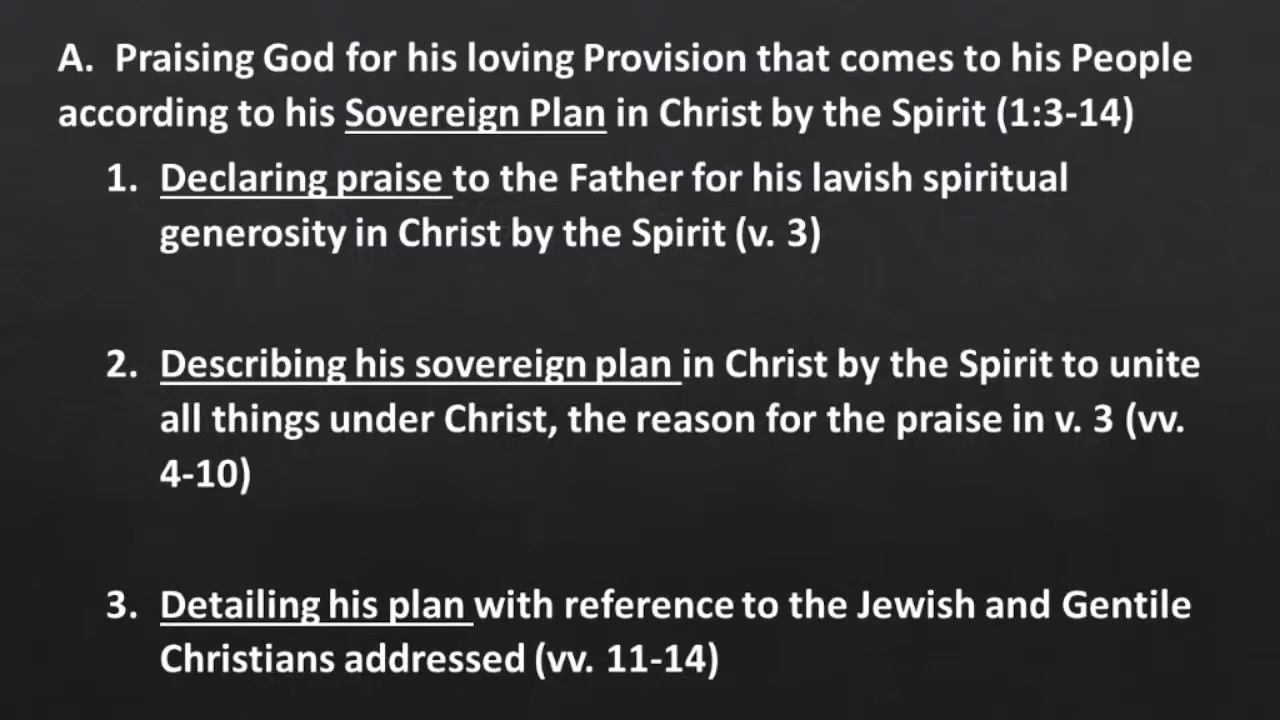 A. Praising God for his loving Provision that comes to his People
according to his Sovereign Plan in Christ by the Spirit (1:3-14)
1. Declaring praise to the Father for his lavish spiritual
generosity in Christ by the Spirit (v. 3)
2. Describing his sovereign plan in Christ by the Spirit to unite
all things under Christ, the reason for the praise in v. 3 (vv.
4-10)
3. Detailing his plan with reference to the Jewish and Gentile
Christians addressed (vv. 11-14)